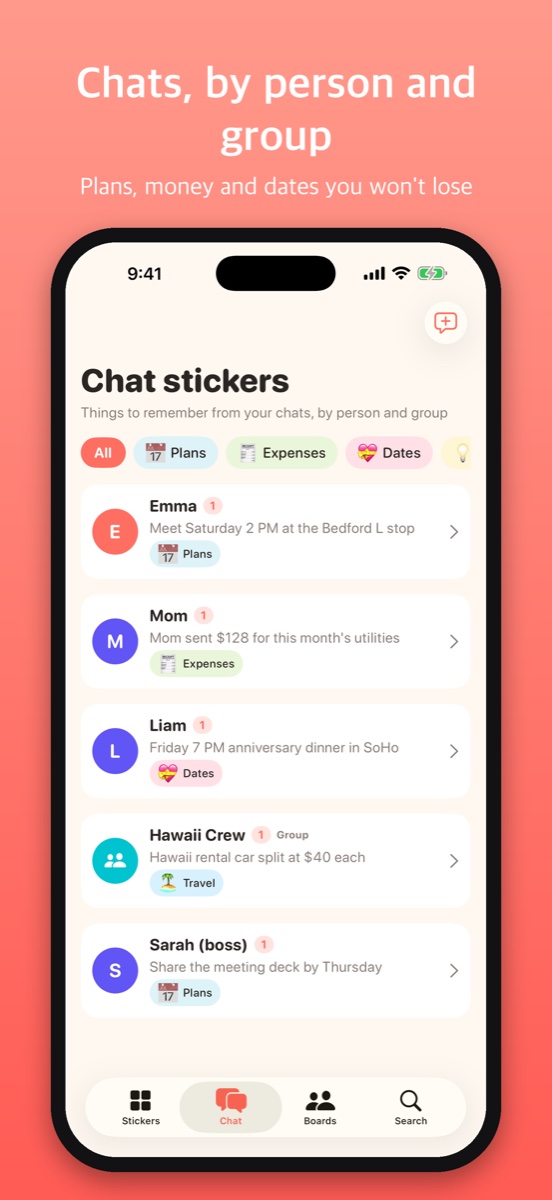 Chats, by person and
group
Plans, money and dates you won't lose
9:41
Chat stickers
Things to remember from your chats, by person and group
All
17 Plans
Expenses
Dates
Emma 1
Meet Saturday 2 PM at the Bedford L stop
17 Plans
E
Mom 1
Mom sent $128 for this month's utilities
Expenses
M
Liam 1
Friday 7 PM anniversary dinner in SoHo
Dates
L
Hawaii Crew 1 Group
Hawaii rental car split at $40 each
Travel
Sarah (boss) 1
Share the meeting deck by Thursday
17 Plans
S
Stickers
Chat
Boards
Search